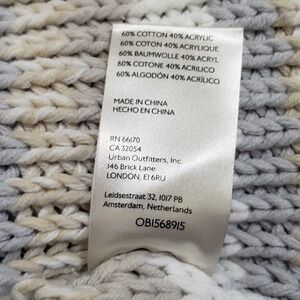 60% COTTON 40% ACRYLIC
60% COTON 40% ACRYLIQUE
60% BAUMWOLLE 40% ACRYL
60% COTONE 40% ACRILICO
60% ALGODÓN 40% ACRÍLICO
MADE IN CHINA
HECHO EN CHINA
RN 66170
CA 32054
Urban Outfitters, Inc.
146 Brick Lane
LONDON, E1 6RU
Leidsestraat 32, 1017 PB
Amsterdam, Netherlands
OB1568915